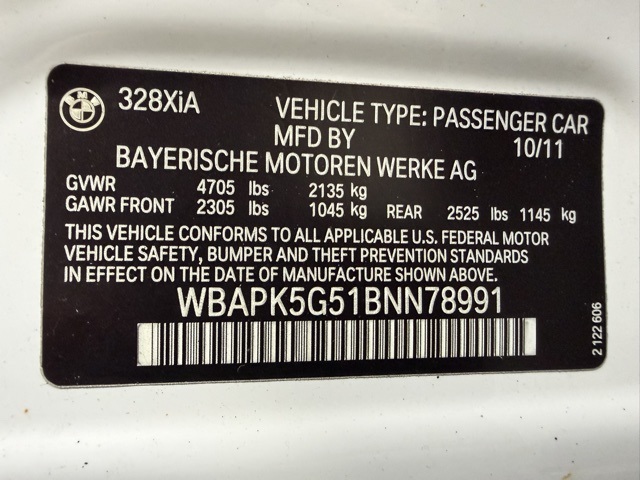 BMW
328XiA
VEHICLE TYPE: PASSENGER CAR
MFD BY 10/11
BAYERISCHE MOTOREN WERKE AG
GVWR 4705 lbs 2135 kg
GAWR FRONT 2305 lbs 1045 kg REAR 2525 lbs 1145 kg
THIS VEHICLE CONFORMS TO ALL APPLICABLE U.S. FEDERAL MOTOR
VEHICLE SAFETY, BUMPER, AND THEFT PREVENTION STANDARDS
IN EFFECT ON THE DATE OF MANUFACTURE SHOWN ABOVE.
WBAPK5G51BNN78991
2 122 606